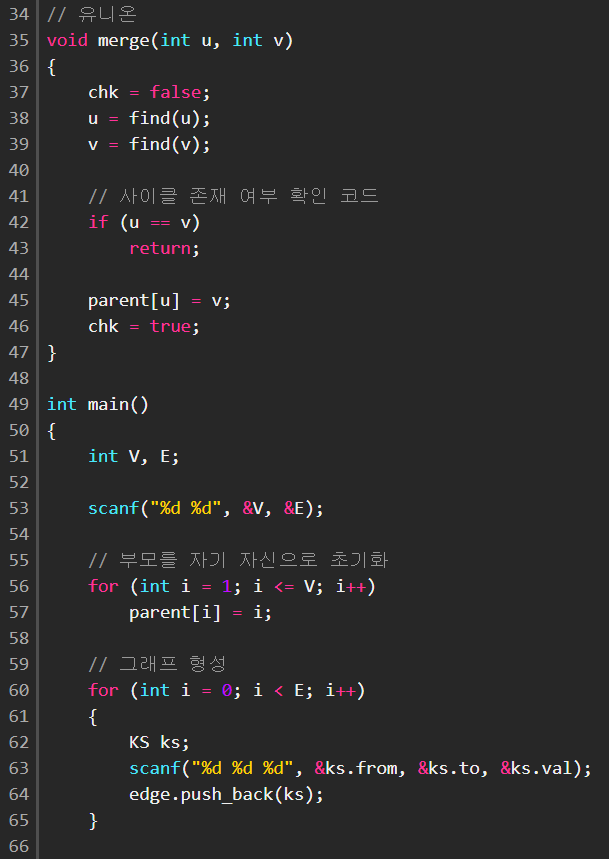 34 // 유니온
35 void merge(int u, int v)
36 {
37     chk = false;
38     u = find(u);
39     v = find(v);
40
41     // 사이클 존재 여부 확인 코드
42     if (u == v)
43         return;
44
45     parent[u] = v;
46     chk = true;
47 }
48
49 int main()
50 {
51     int V, E;
52
53     scanf("%d %d", &V, &E);
54
55     // 부모를 자기 자신으로 초기화
56     for (int i = 1; i <= V; i++)
57         parent[i] = i;
58
59     // 그래프 형성
60     for (int i = 0; i < E; i++)
61     {
62         KS ks;
63         scanf("%d %d %d", &ks.from, &ks.to, &ks.val);
64         edge.push_back(ks);
65     }
66